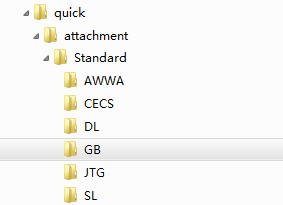 quick
attachment
Standard
AWWA
CECS
DL
GB
JTG
SL